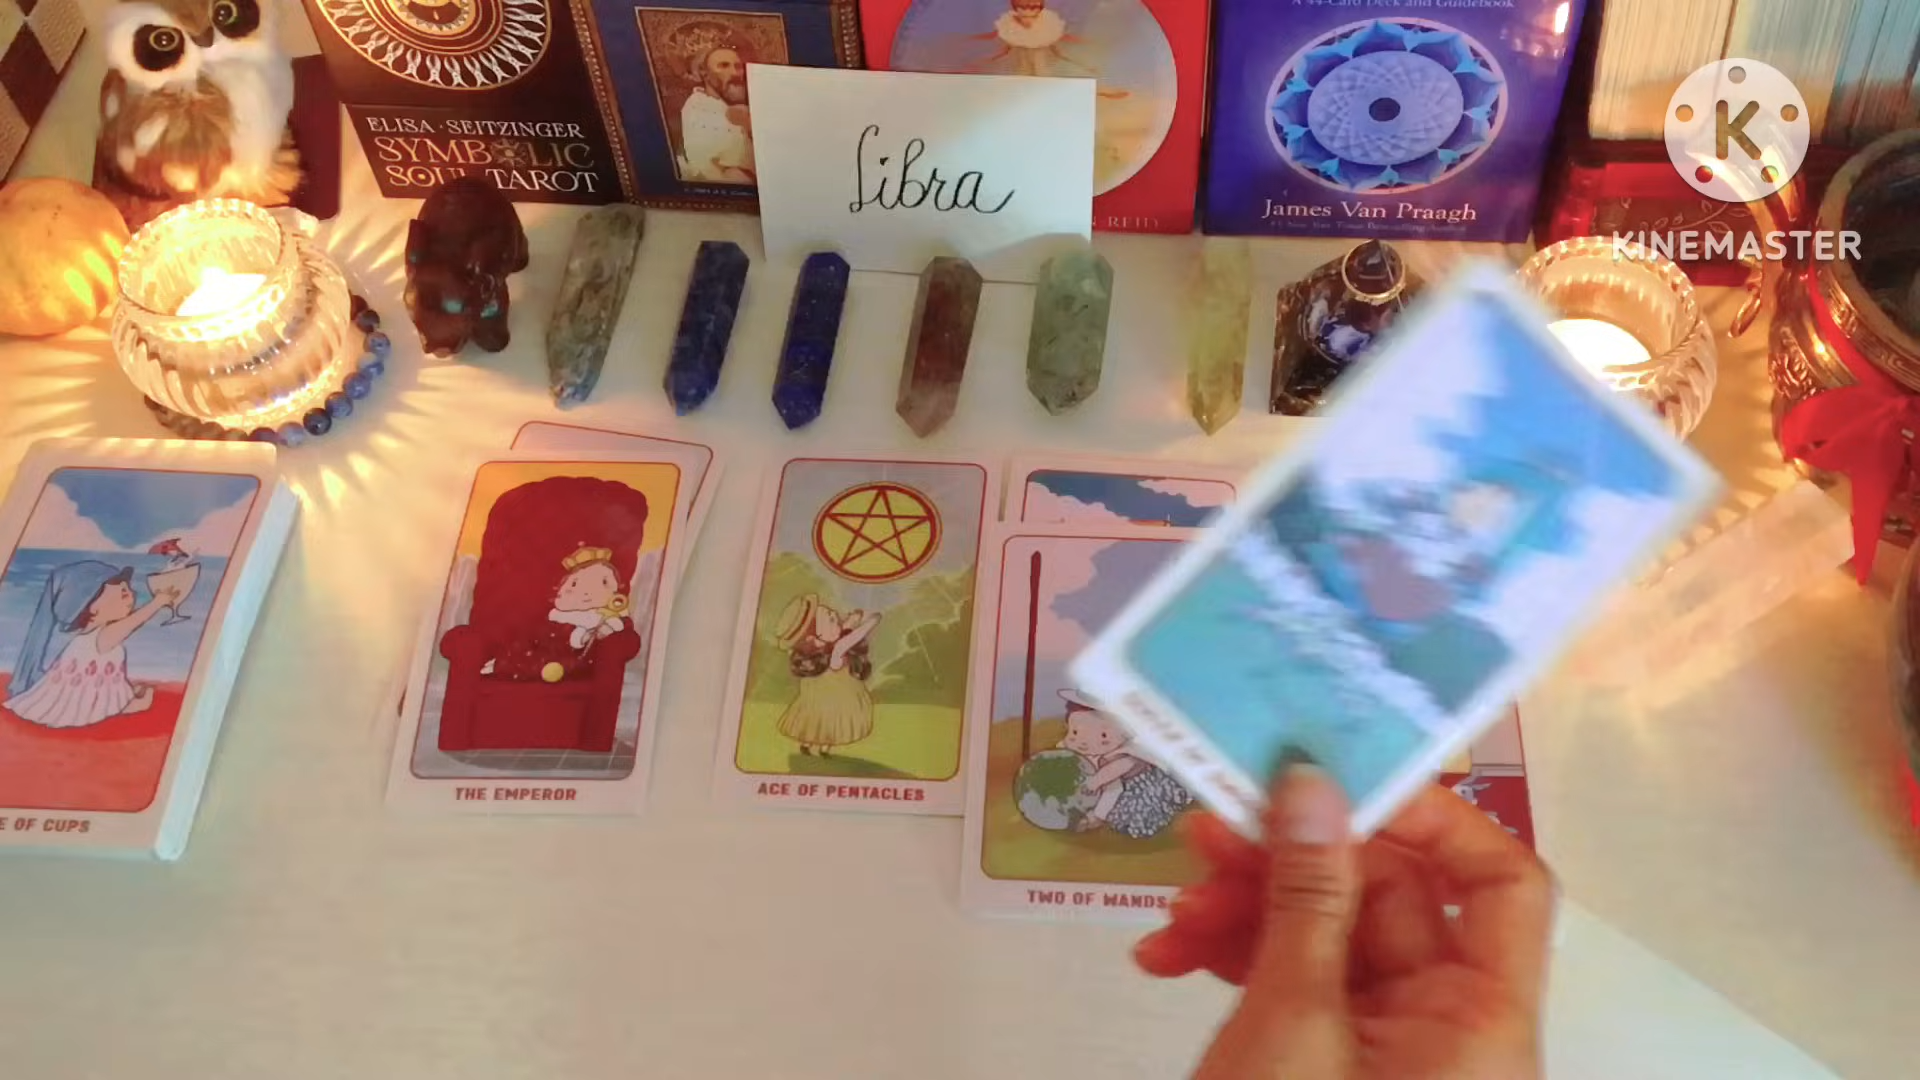 A 44-Card Deck and Guidebook
ELISA · SEITZINGER
SYMBOLIC
SOUL TAROT
Libra
James Van Praagh
K
KINEMASTER
E OF CUPS
THE EMPEROR
ACE OF PENTACLES
TWO OF WANDS